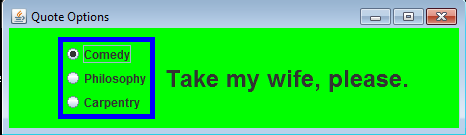 Quote Options
Comedy
Philosophy
Carpentry
Take my wife, please.